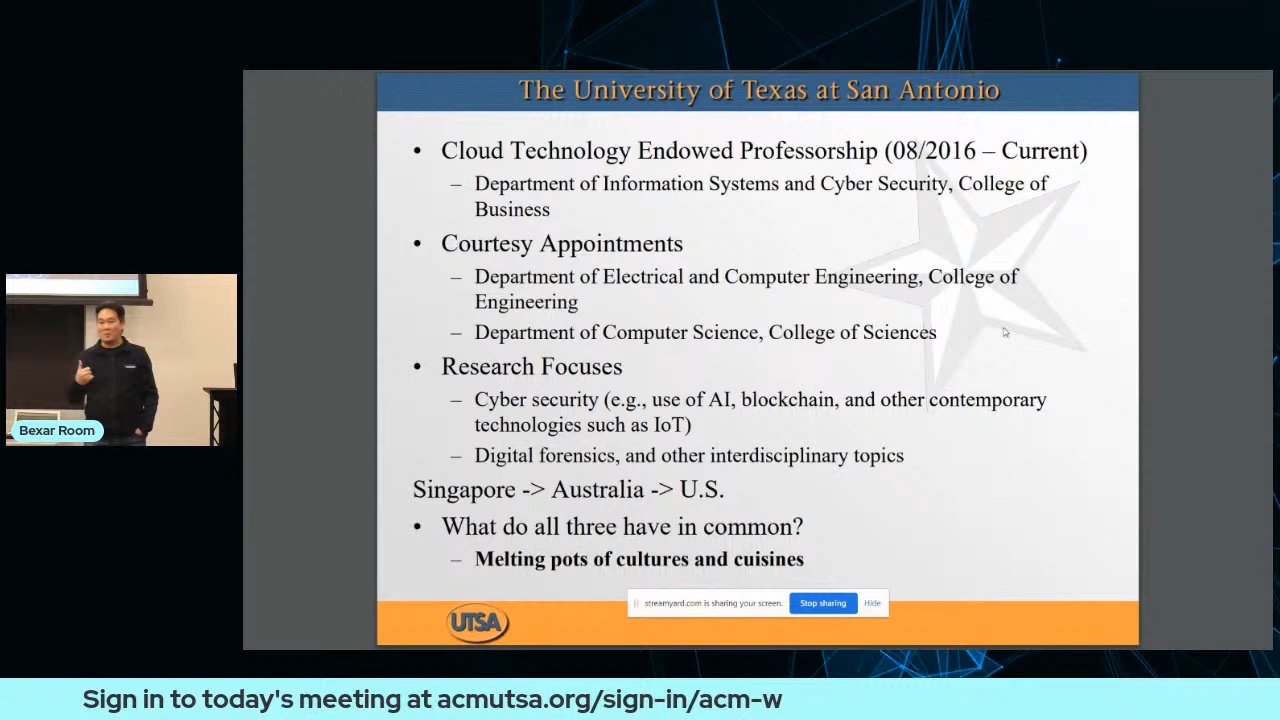 The University of Texas at San Antonio
• Cloud Technology Endowed Professorship (08/2016 – Current)
– Department of Information Systems and Cyber Security, College of
Business
• Courtesy Appointments
– Department of Electrical and Computer Engineering, College of
Engineering
– Department of Computer Science, College of Sciences
• Research Focuses
– Cyber security (e.g., use of AI, blockchain, and other contemporary
technologies such as IoT)
– Digital forensics, and other interdisciplinary topics
Singapore -> Australia -> U.S.
• What do all three have in common?
– Melting pots of cultures and cuisines
streamyard.com is sharing your screen.
Stop sharing
Hide
UTSA
Bexar Room
Sign in to today's meeting at acmutsa.org/sign-in/acm-w